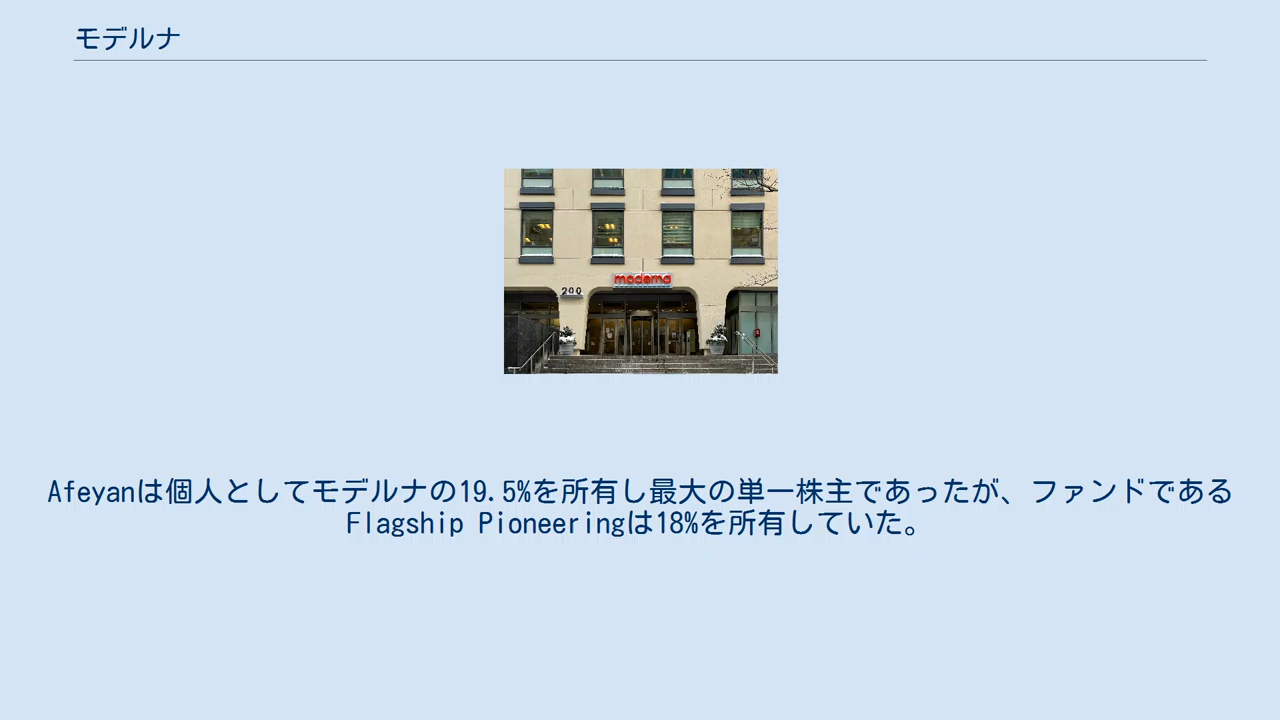 モデルナ
moderna
200
Afeyanは個人としてモデルナの19.5%を所有し最大の単一株主であったが、ファンドである
Flagship Pioneeringは18%を所有していた。